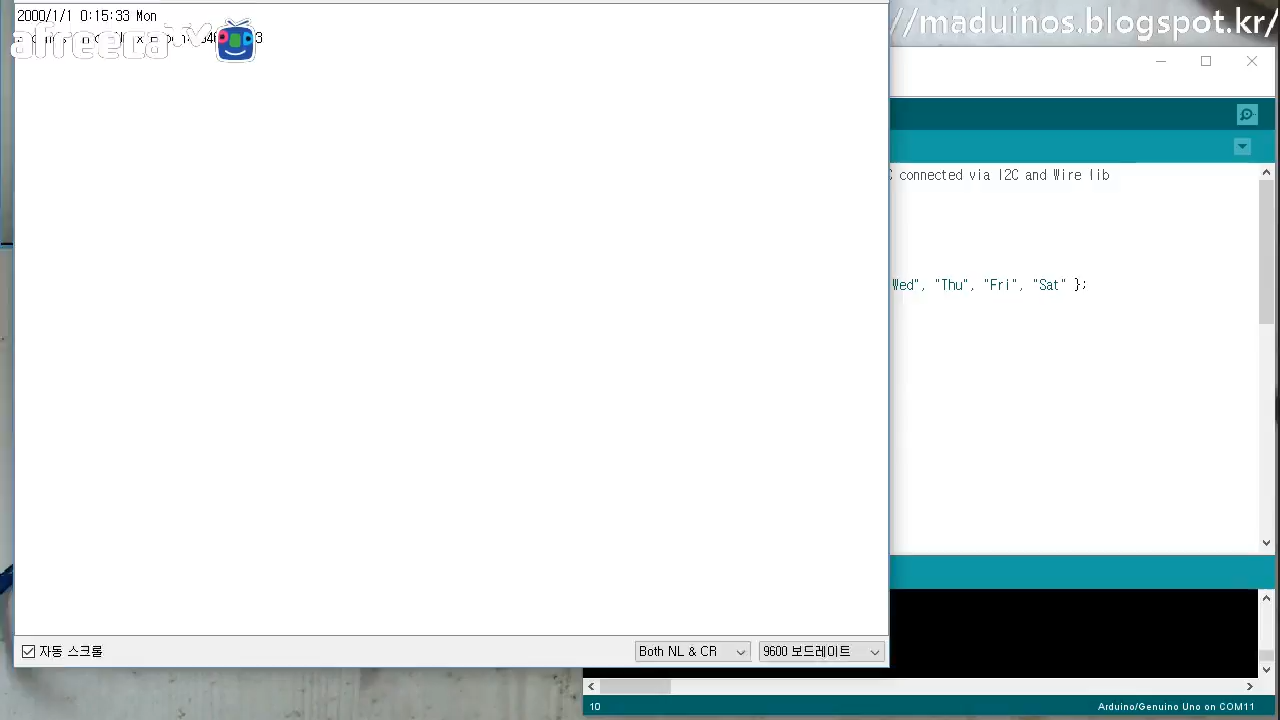 2000/1/1 0:15:33 Mon
afreecaTV
//maduinos.blogspot.kr/
connected via I2C and Wire lib
Wed", "Thu", "Fri", "Sat" };
자동 스크롤
Both NL & CR
9600 보드레이트
10
Arduino/Genuino Uno on COM11